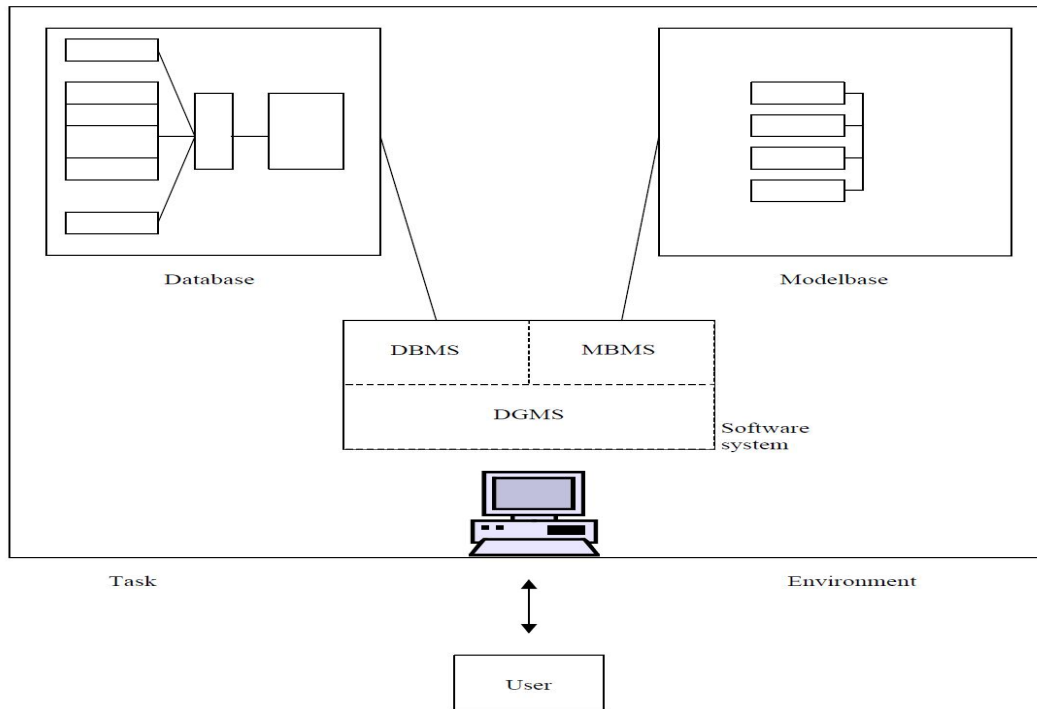 Database
Modelbase
DBMS
MBMS
DGMS
Software
system
Task
Environment
User